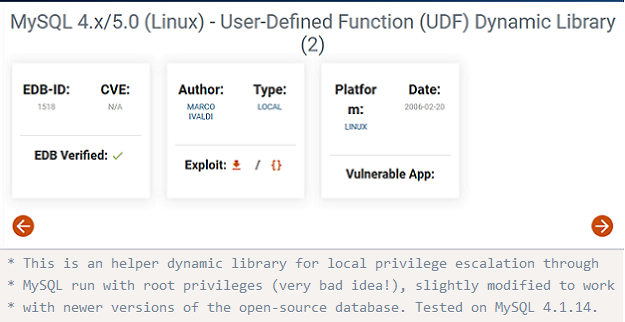 MySQL 4.x/5.0 (Linux) - User-Defined Function (UDF) Dynamic Library
(2)
EDB-ID:
1518
CVE:
N/A
EDB Verified:
Author:
MARCO
IVALDI
Type:
LOCAL
Exploit: / {}
Platfor
m:
LINUX
Date:
2006-02-20
Vulnerable App:
* This is an helper dynamic library for local privilege escalation through
* MySQL run with root privileges (very bad idea!), slightly modified to work
* with newer versions of the open-source database. Tested on MySQL 4.1.14.